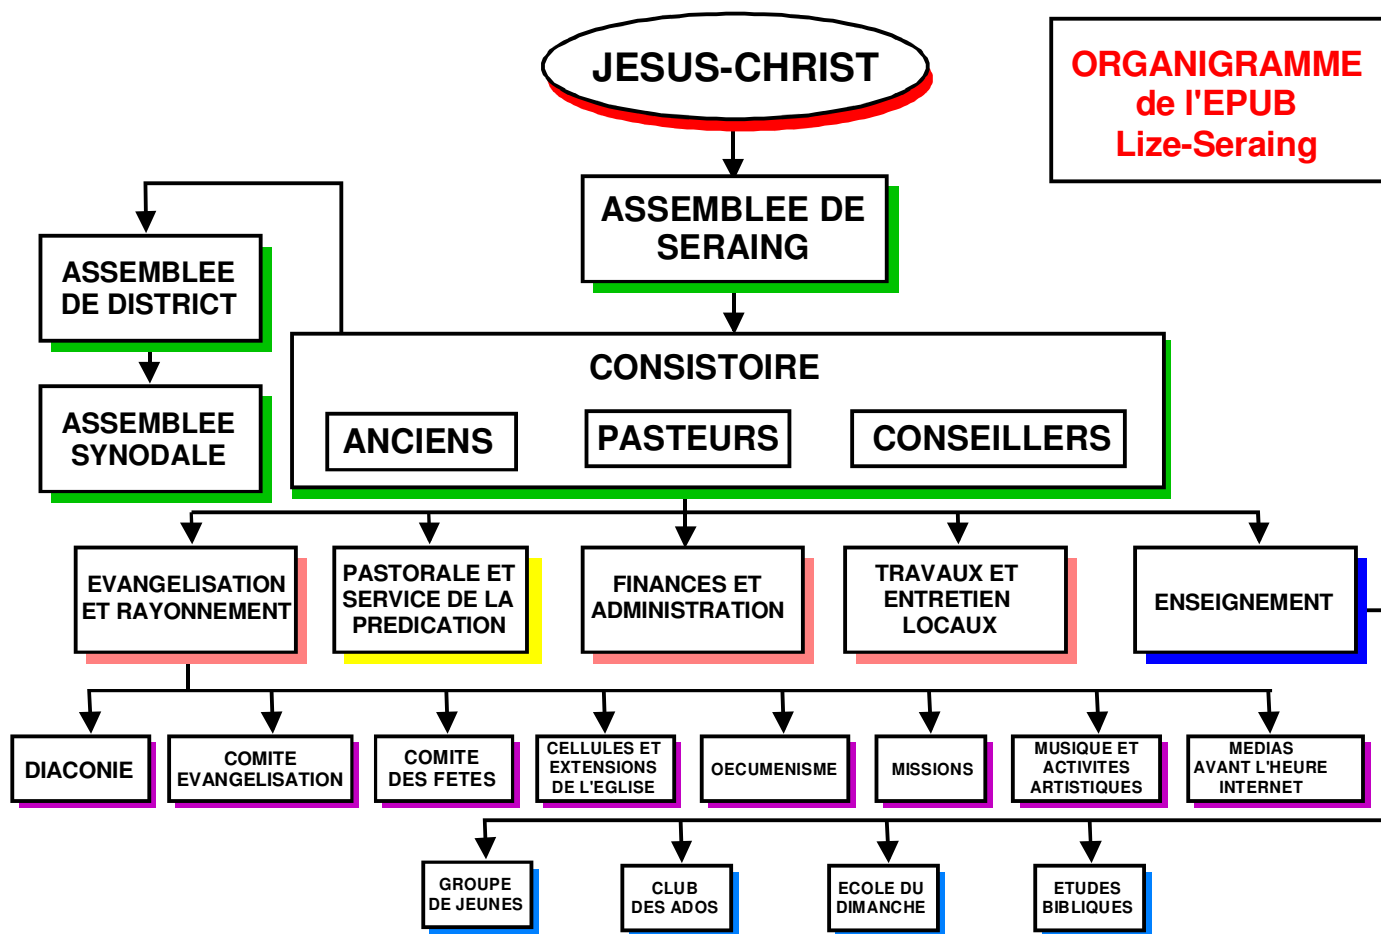 JESUS-CHRIST
ORGANIGRAMME
de l'EPUB
Lize-Seraing
ASSEMBLEE DE
SERAING
ASSEMBLEE
DE DISTRICT
ASSEMBLEE
SYNODALE
CONSISTOIRE
ANCIENS
PASTEURS
CONSEILLERS
EVANGELISATION
ET RAYONNEMENT
PASTORALE ET
SERVICE DE LA
PREDICATION
FINANCES ET
ADMINISTRATION
TRAVAUX ET
ENTRETIEN
LOCAUX
ENSEIGNEMENT
DIACONIE
COMITE
EVANGELISATION
COMITE
DES FETES
CELLULES ET
EXTENSIONS
DE L'EGLISE
OECUMENISME
MISSIONS
MUSIQUE ET
ACTIVITES
ARTISTIQUES
MEDIAS
AVANT L'HEURE
INTERNET
GROUPE
DE JEUNES
CLUB
DES ADOS
ECOLE DU
DIMANCHE
ETUDES
BIBLIQUES